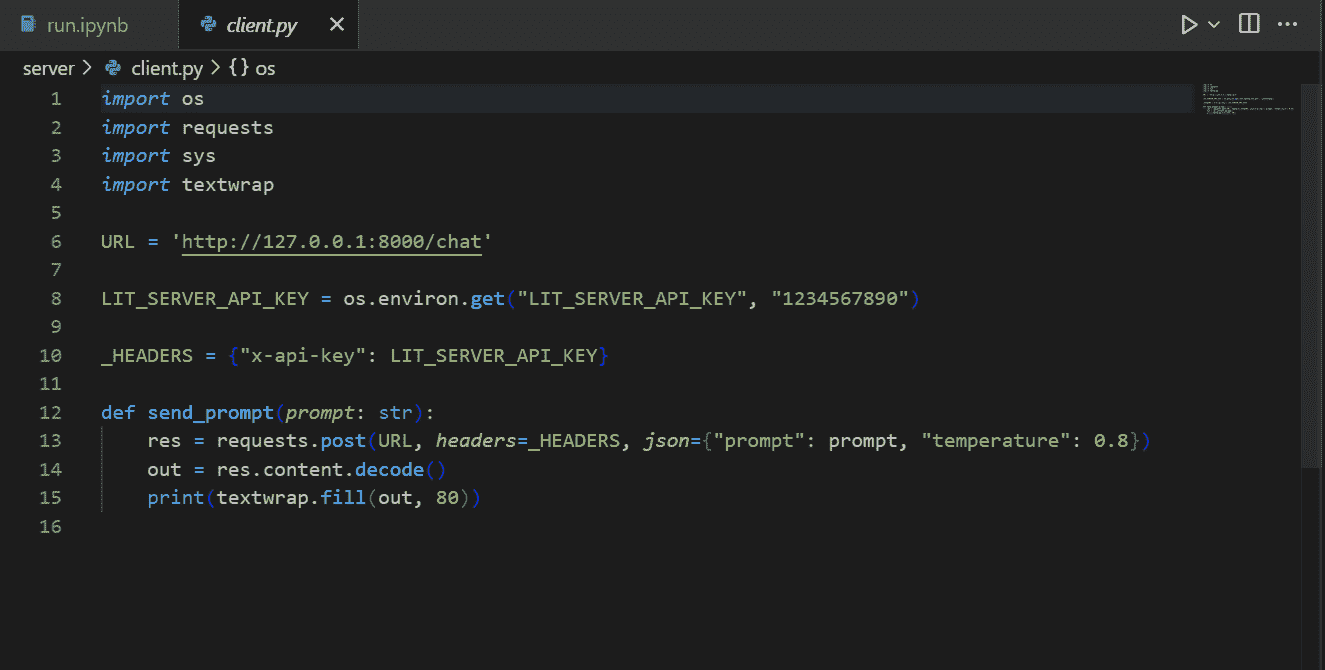 run.ipynb client.py
server > client.py > {} os
1 import os
2 import requests
3 import sys
4 import textwrap
5
6 URL = 'http://127.0.0.1:8000/chat'
7
8 LIT_SERVER_API_KEY = os.environ.get("LIT_SERVER_API_KEY", "1234567890")
9
10 _HEADERS = {"x-api-key": LIT_SERVER_API_KEY}
11
12 def send_prompt(prompt: str):
13     res = requests.post(URL, headers=_HEADERS, json={"prompt": prompt, "temperature": 0.8})
14     out = res.content.decode()
15     print(textwrap.fill(out, 80))
16